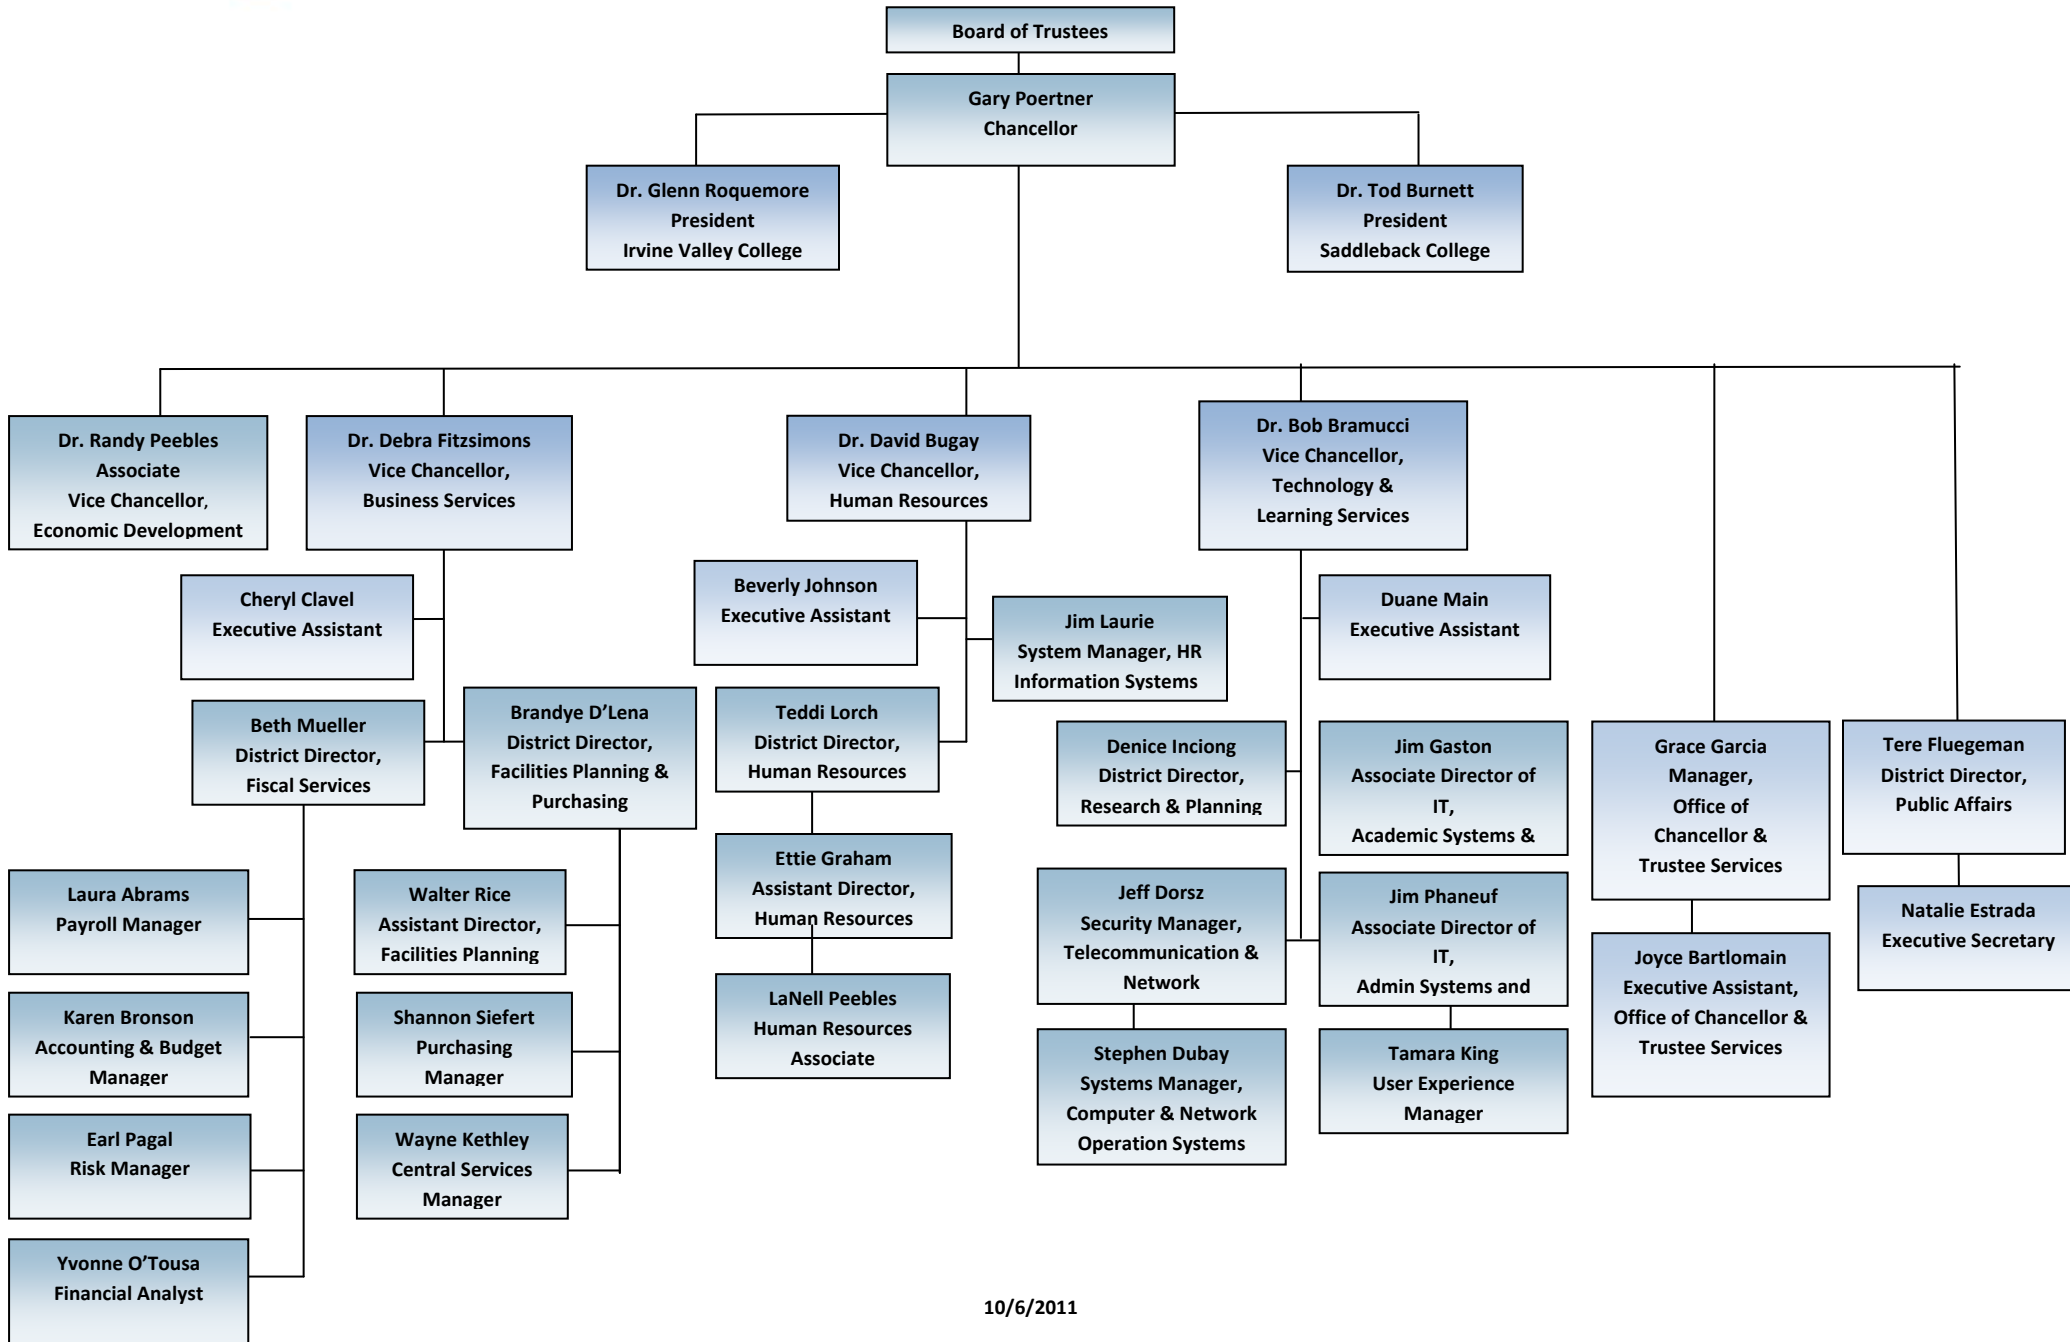 Board of Trustees
Gary Poertner
Chancellor
Dr. Glenn Roquemore
President
Irvine Valley College
Dr. Tod Burnett
President
Saddleback College
Dr. Randy Peebles
Associate
Vice Chancellor,
Economic Development
Dr. Debra Fitzsimons
Vice Chancellor,
Business Services
Dr. David Bugay
Vice Chancellor,
Human Resources
Dr. Bob Bramucci
Vice Chancellor,
Technology &
Learning Services
Cheryl Clavel
Executive Assistant
Beverly Johnson
Executive Assistant
Jim Laurie
System Manager, HR
Information Systems
Duane Main
Executive Assistant
Beth Mueller
District Director,
Fiscal Services
Brandye D’Lena
District Director,
Facilities Planning &
Purchasing
Teddi Lorch
District Director,
Human Resources
Denice Inciong
District Director,
Research & Planning
Jim Gaston
Associate Director of
IT,
Academic Systems &
Grace Garcia
Manager,
Office of
Chancellor &
Trustee Services
Tere Fluegeman
District Director,
Public Affairs
Laura Abrams
Payroll Manager
Walter Rice
Assistant Director,
Facilities Planning
Ettie Graham
Assistant Director,
Human Resources
Jeff Dorsz
Security Manager,
Telecommunication &
Network
Jim Phaneuf
Associate Director of
IT,
Admin Systems and
Natalie Estrada
Executive Secretary
Joyce Bartlomain
Executive Assistant,
Office of Chancellor &
Trustee Services
Karen Bronson
Accounting & Budget
Manager
Shannon Siefert
Purchasing
Manager
LaNell Peebles
Human Resources
Associate
Stephen Dubay
Systems Manager,
Computer & Network
Operation Systems
Tamara King
User Experience
Manager
Earl Pagal
Risk Manager
Wayne Kethley
Central Services
Manager
Yvonne O’Tousa
Financial Analyst
10/6/2011